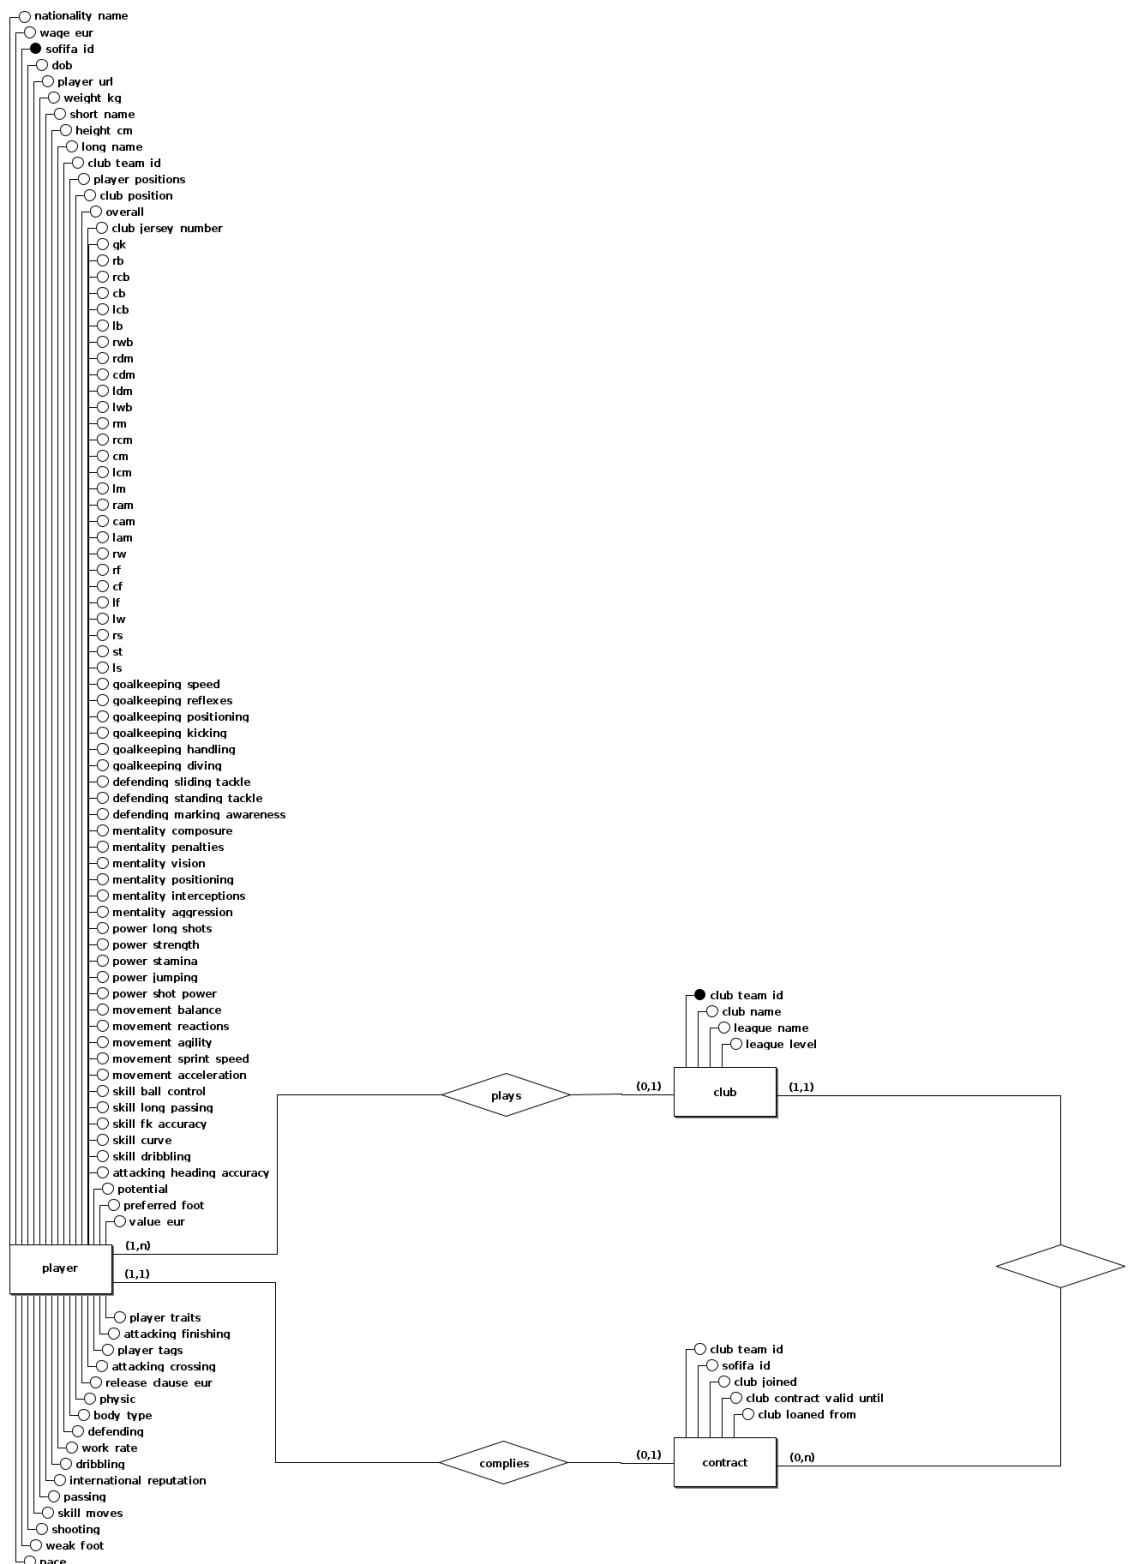 nationality name
wage eur
sofifa id
dob
player url
weight kg
short name
height cm
long name
club team id
player positions
club position
overall
club jersey number
gk
rb
rcb
cb
lcb
lb
rwb
rdm
cdm
ldm
lwb
rm
rcm
cm
lcm
lm
ram
cam
lam
rw
rf
cf
lf
lw
rs
st
ls
goalkeeping speed
goalkeeping reflexes
goalkeeping positioning
goalkeeping kicking
goalkeeping handling
goalkeeping diving
defending sliding tackle
defending standing tackle
defending marking awareness
mentality composure
mentality penalties
mentality vision
mentality positioning
mentality interceptions
mentality aggression
power long shots
power strength
power stamina
power jumping
power shot power
movement balance
movement reactions
movement agility
movement sprint speed
movement acceleration
skill ball control
skill long passing
skill fk accuracy
skill curve
skill dribbling
attacking heading accuracy
potential
preferred foot
value eur
(1,n)
player
(1,1)
player traits
attacking finishing
player tags
attacking crossing
release clause eur
physic
body type
defending
work rate
dribbling
international reputation
passing
skill moves
shooting
weak foot
pace
plays
(0,1)
club team id
club name
league name
league level
club
(1,1)
complies
(0,1)
club team id
sofifa id
club joined
club contract valid until
club loaned from
contract
(0,n)